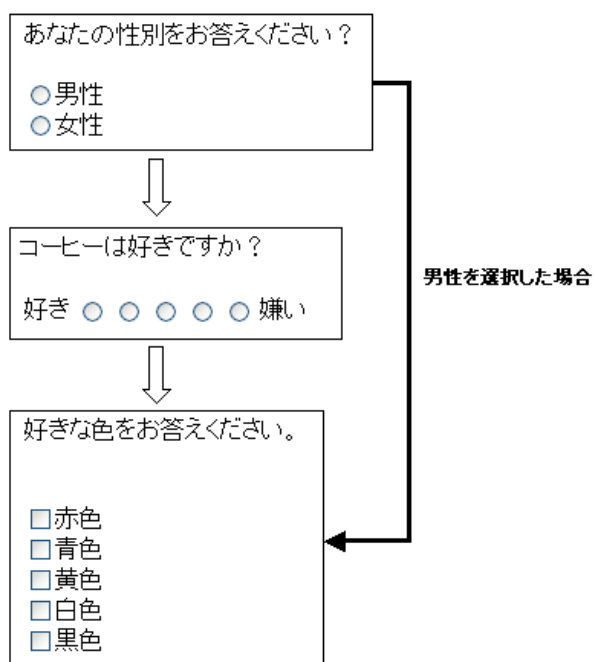 あなたの性別をお答えください？
男性
女性
コーヒーは好きですか？
好き 嫌い
男性を選択した場合
好きな色をお答えください。
赤色
青色
黄色
白色
黒色